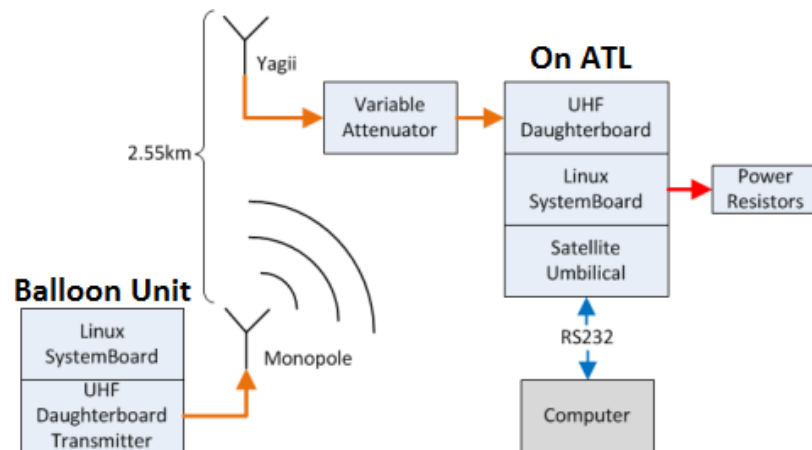 Yagii
On ATL
Variable
Attenuator
UHF
Daughterboard
2.55km
Linux
SystemBoard
Power
Resistors
Satellite
Umbilical
Balloon Unit
Linux
SystemBoard
Monopole
RS232
UHF
Daughterboard
Transmitter
Computer